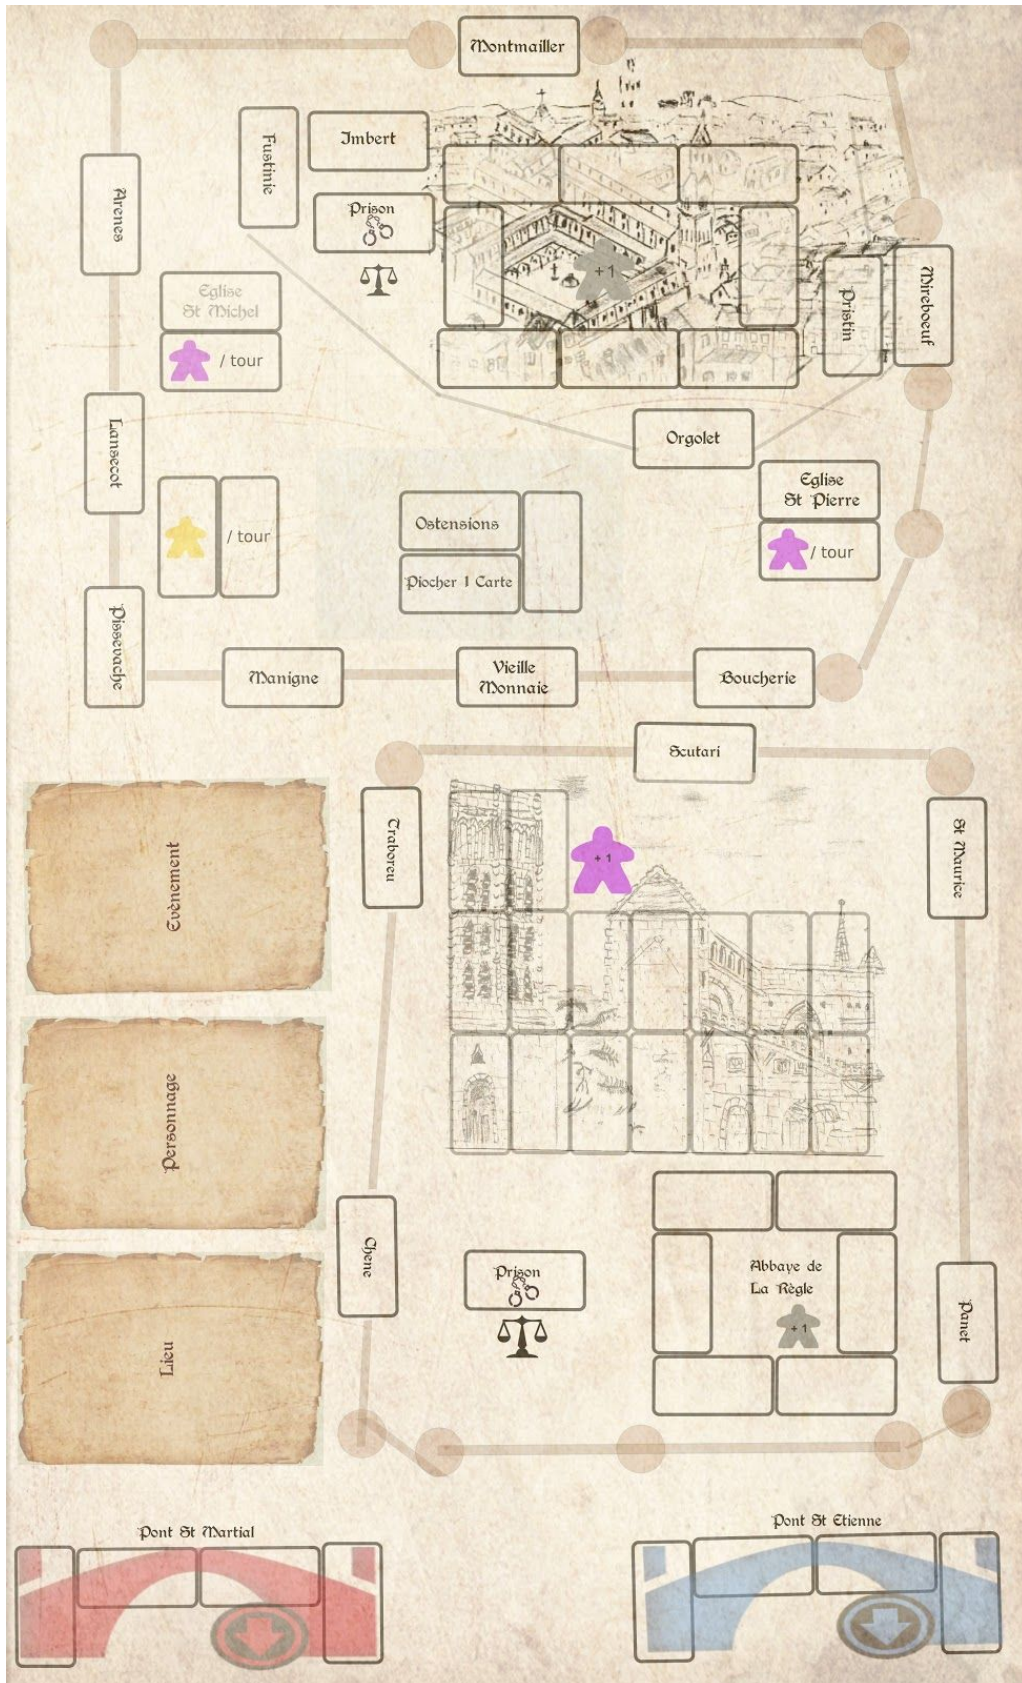 Montmailler
Fustinie
Imbert
Prison
Arenes
+ 1
Pristin
Mireboeuf
Eglise
St Michel
/ tour
Lansecot
Orgolet
Eglise
St Pierre
/ tour
/ tour
Ostensions
Piocher 1 Carte
Pissevache
Manigne
Vieille
Monnaie
Boucherie
Scutari
Evènement
Traboreu
+ 1
St Maurice
Personnage
Chene
Prison
Abbaye de
La Règle
+ 1
Panet
Lieu
Pont St Martial
Pont St Etienne